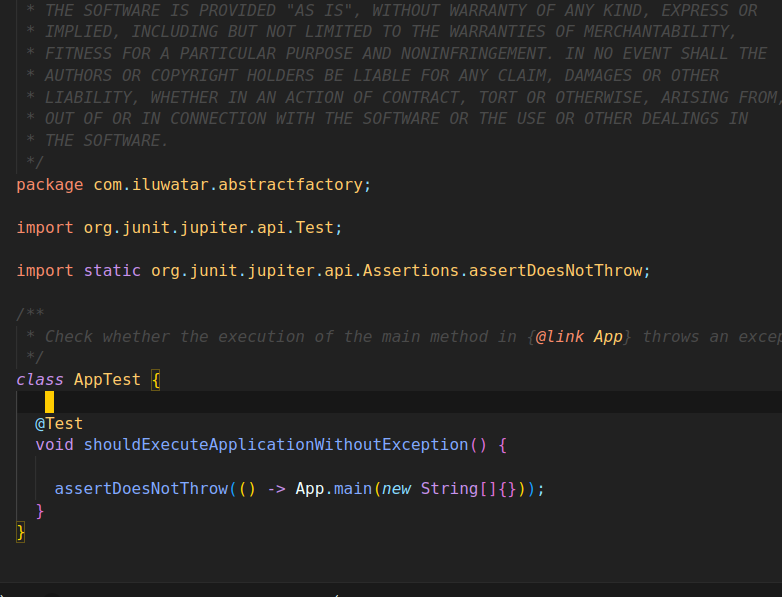 * THE SOFTWARE IS PROVIDED "AS IS", WITHOUT WARRANTY OF ANY KIND, EXPRESS OR
* IMPLIED, INCLUDING BUT NOT LIMITED TO THE WARRANTIES OF MERCHANTABILITY,
* FITNESS FOR A PARTICULAR PURPOSE AND NONINFRINGEMENT. IN NO EVENT SHALL THE
* AUTHORS OR COPYRIGHT HOLDERS BE LIABLE FOR ANY CLAIM, DAMAGES OR OTHER
* LIABILITY, WHETHER IN AN ACTION OF CONTRACT, TORT OR OTHERWISE, ARISING FROM,
* OUT OF OR IN CONNECTION WITH THE SOFTWARE OR THE USE OR OTHER DEALINGS IN
* THE SOFTWARE.
*/
package com.iluwatar.abstractfactory;
import org.junit.jupiter.api.Test;
import static org.junit.jupiter.api.Assertions.assertDoesNotThrow;
/**
* Check whether the execution of the main method in {@link App} throws an
*/
class AppTest {
@Test
void shouldExecuteApplicationWithoutException() {
assertDoesNotThrow(() -> App.main(new String[]{}));
}
}